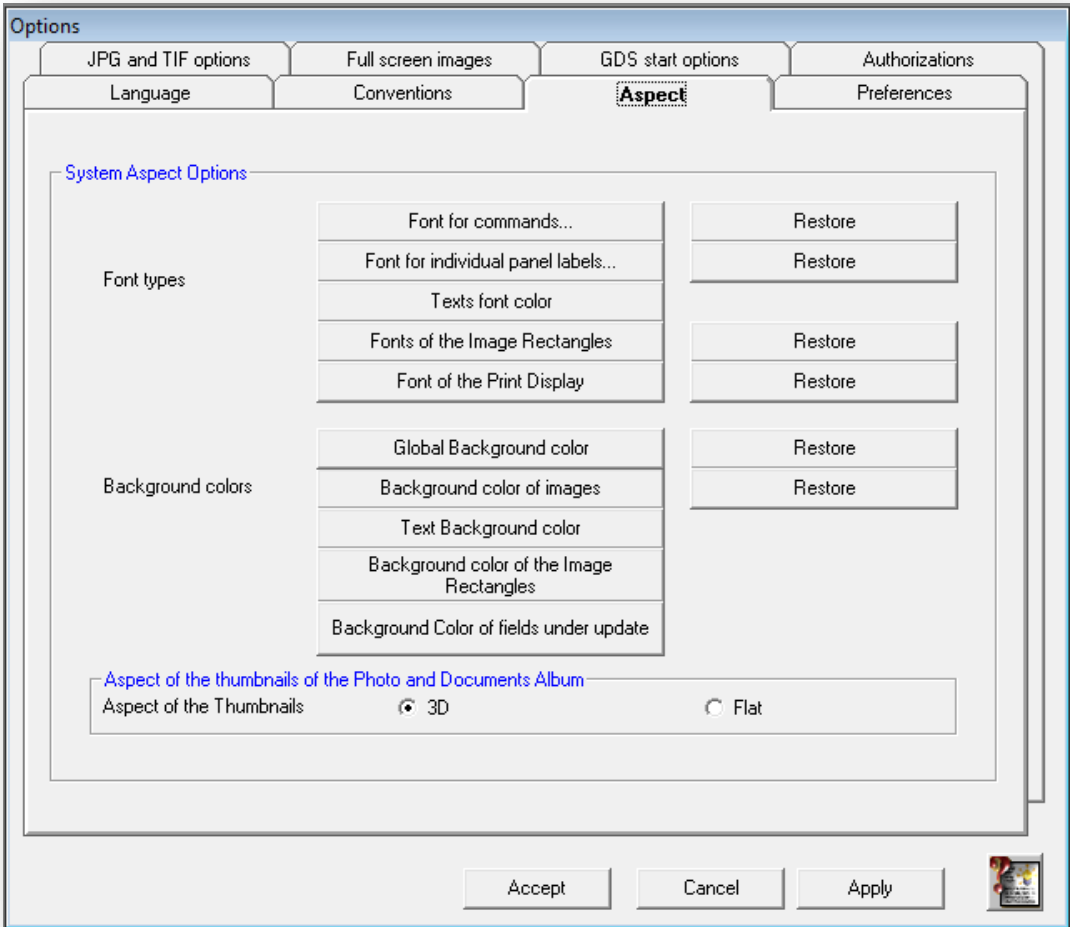 Options
JPG and TIF options
Full screen images
GDS start options
Authorizations
Language
Conventions
Aspect
Preferences
System Aspect Options
Font types
Font for commands...
Restore
Font for individual panel labels...
Restore
Texts font color
Fonts of the Image Rectangles
Restore
Font of the Print Display
Restore
Background colors
Global Background color
Restore
Background color of images
Restore
Text Background color
Background color of the Image
Rectangles
Background Color of fields under update
Aspect of the thumbnails of the Photo and Documents Album
Aspect of the Thumbnails
3D
Flat
Accept
Cancel
Apply